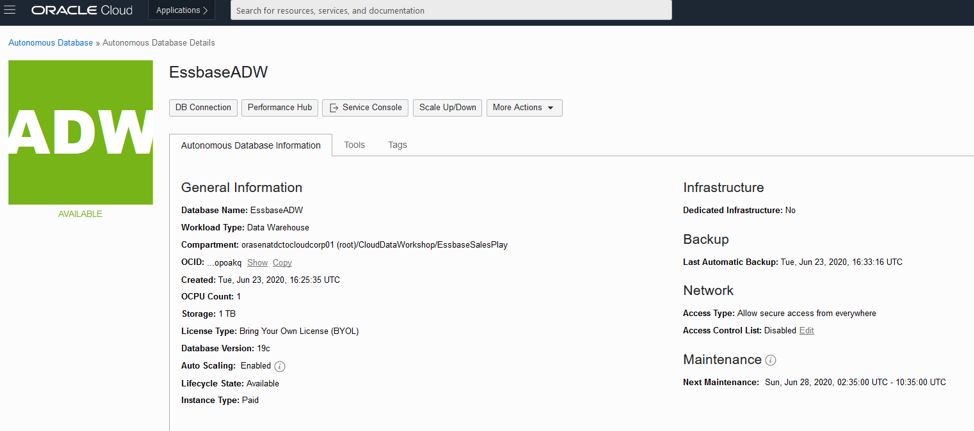 ORACLE Cloud
Applications >
Search for resources, services, and documentation
Autonomous Database » Autonomous Database Details
ADW
AVAILABLE
EssbaseADW
DB Connection
Performance Hub
Service Console
Scale Up/Down
More Actions
Autonomous Database Information
Tools
Tags
General Information
Database Name: EssbaseADW
Workload Type: Data Warehouse
Compartment: orasenatdctocloudcorp01 (root)/CloudDataWorkshop/EssbaseSalesPlay
OCID: ...opoakq Show Copy
Created: Tue, Jun 23, 2020, 16:25:35 UTC
OCPU Count: 1
Storage: 1 TB
License Type: Bring Your Own License (BYOL)
Database Version: 19c
Auto Scaling: Enabled i
Lifecycle State: Available
Instance Type: Paid
Infrastructure
Dedicated Infrastructure: No
Backup
Last Automatic Backup: Tue, Jun 23, 2020, 16:33:16 UTC
Network
Access Type: Allow secure access from everywhere
Access Control List: Disabled Edit
Maintenance i
Next Maintenance: Sun, Jun 28, 2020, 02:35:00 UTC - 10:35:00 UTC